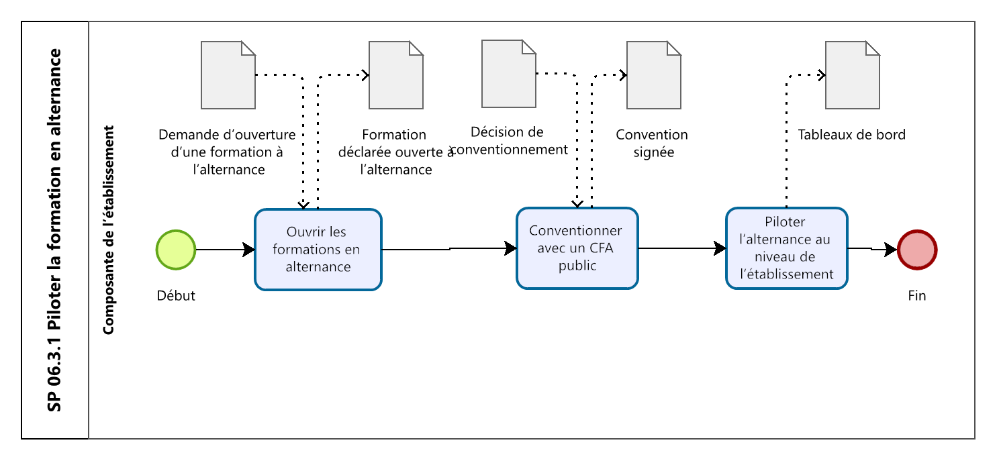 SP 06.3.1 Piloter la formation en alternance
Composante de l'établissement
Demande d'ouverture
d'une formation à
l'alternance
Formation
déclarée ouverte à
l'alternance
Décision de
conventionnement
Convention
signée
Tableaux de bord
Début
Ouvrir les
formations en
alternance
Conventionner
avec un CFA
public
Piloter
l'alternance au
niveau de
l'établissement
Fin